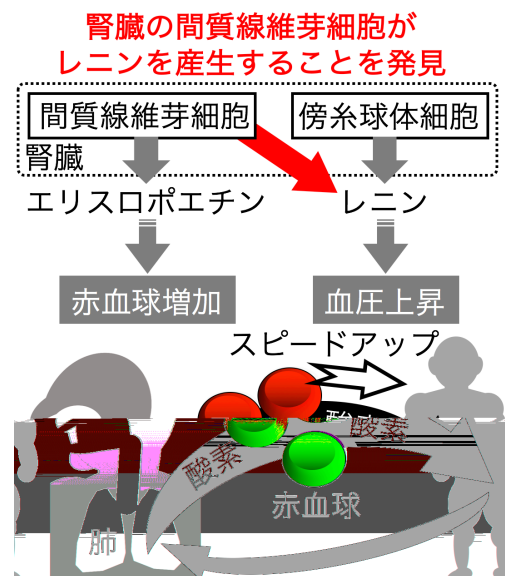 腎臓の間質線維芽細胞が
レニンを産生することを発見
間質線維芽細胞
傍糸球体細胞
腎臓
エリスロポエチン
レニン
赤血球増加
血圧上昇
スピードアップ
酸素
酸素
赤血球
肺